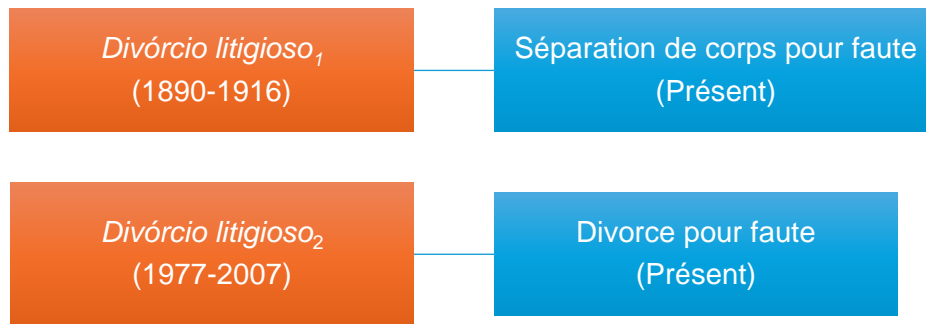 Divórcio litigioso₁
(1890-1916)
Séparation de corps pour faute
(Présent)
Divórcio litigioso₂
(1977-2007)
Divorce pour faute
(Présent)